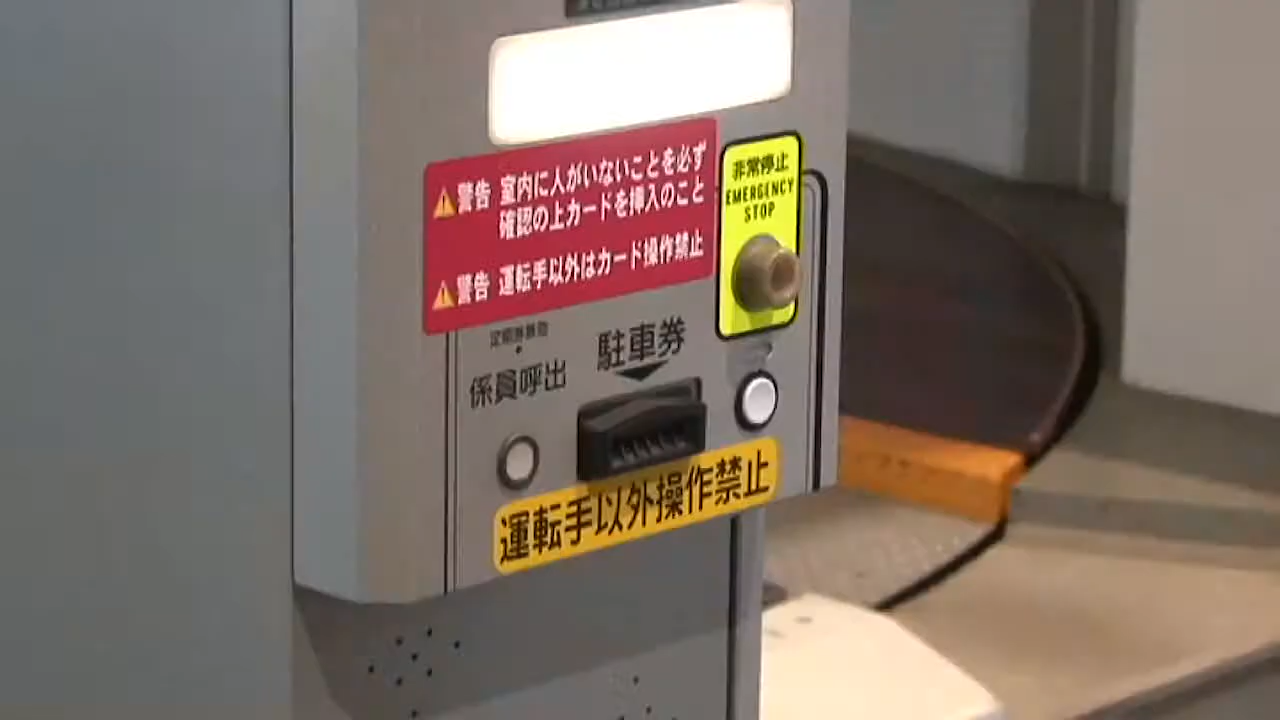 警告 室内に人がいないことを必ず
確認の上カードを挿入のこと
警告 運転手以外はカード操作禁止
非常停止
EMERGENCY
STOP
駐車券
係員呼出
運転手以外操作禁止